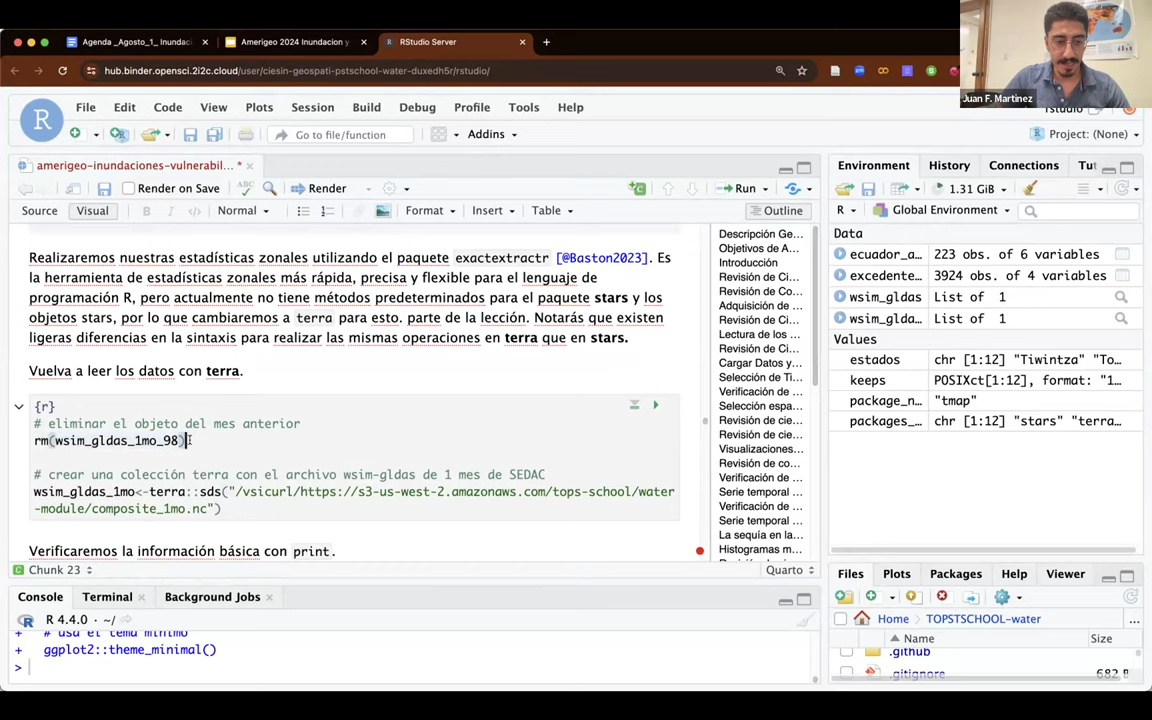 Agenda _Agosto_1_ Inundaci
Amerigeo 2024 Inundacion y
RStudio Server
hub.binder.opensci.2i2c.cloud/user/ciesin-geospati-pstschool-water-duxedh5r/rstudio/
Juan F. Martinez
File Edit Code View Plots Session Build Debug Profile Tools Help
rstudio
Go to file/function
Addins
Project: (None)
amerigeo-inundaciones-vulnerabil... *
Render on Save
ABC
Render
Run
Source Visual B I </> Normal Format Insert Table Outline
Realizaremos nuestras estadísticas zonales utilizando el paquete exactextractr [@Baston2023]. Es
la herramienta de estadísticas zonales más rápida, precisa y flexible para el lenguaje de
programación R, pero actualmente no tiene métodos predeterminados para el paquete stars y los
objetos stars, por lo que cambiaremos a terra para esto. parte de la lección. Notarás que existen
ligeras diferencias en la sintaxis para realizar las mismas operaciones en terra que en stars.
Vuelva a leer los datos con terra.
{r}
# eliminar el objeto del mes anterior
rm(wsim_gldas_1mo_98)
# crear una colección terra con el archivo wsim-gldas de 1 mes de SEDAC
wsim_gldas_1mo<-terra::sds("/vsicurl/https://s3-us-west-2.amazonaws.com/tops-school/water
-module/composite_1mo.nc")
Verificaremos la información básica con print.
Chunk 23
Quarto
Descripción Ge...
Objetivos de A...
Introducción
Revisión de Ci...
Revisión de Co...
Adquisición de ...
Revisión de Ci...
Lectura de los ...
Revisión de Ci...
Cargar Datos y...
Selección de Ti...
Verificación de ...
Selección espa...
Revisión de cie...
Visualizaciones...
Revisión de co...
Verificación de ...
Serie temporal ...
Verificación de ...
Serie temporal ...
La sequía en la...
Histogramas m...
Console Terminal Background Jobs
R 4.4.0 · ~/
+ # usa el tema mínimo
+ ggplot2::theme_minimal()
>
Environment History Connections Tut
1.31 GiB
R Global Environment
Data
ecuador_a... 223 obs. of 6 variables
excedente... 3924 obs. of 4 variables
wsim_gldas List of 1
wsim_glda... List of 1
Values
estados chr [1:12] "Tiwintza" "To...
keeps POSIXct[1:12], format: "1...
package_n... "tmap"
packages_... chr [1:12] "stars" "terra...
Files Plots Packages Help Viewer
Home TOPSTSCHOOL-water ...
Name Size
.github
.gitignore 682 B